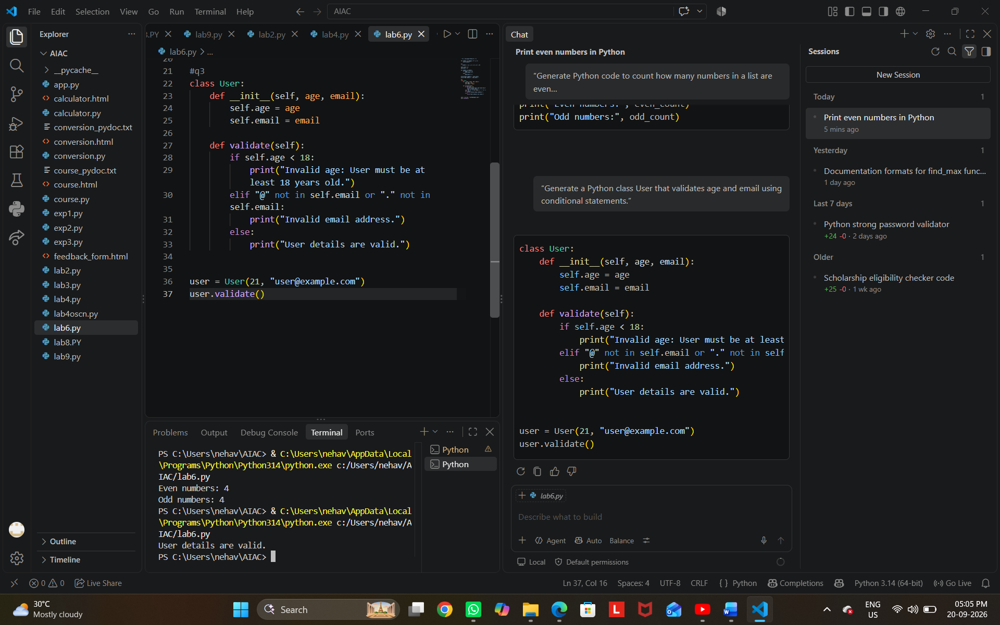 File Edit Selection View Go Run Terminal Help
AIAC
Explorer
AIAC
__pycache__
app.py
calculator.html
calculator.py
conversion_pydoc.txt
conversion.html
conversion.py
course_pydoc.txt
course.html
course.py
exp1.py
exp2.py
exp3.py
feedback_form.html
lab2.py
lab3.py
lab4.py
lab4oscn.py
lab6.py
lab8.PY
lab9.py
Outline
Timeline
.PY lab9.py lab2.py lab4.py lab6.py
lab6.py > ...
20
21 #q3
22 class User:
23 def __init__(self, age, email):
24 self.age = age
25 self.email = email
26
27 def validate(self):
28 if self.age < 18:
29 print("Invalid age: User must be at
least 18 years old.")
30 elif "@" not in self.email or "." not in
self.email:
31 print("Invalid email address.")
32 else:
33 print("User details are valid.")
34
35
36 user = User(21, "user@example.com")
37 user.validate()
Problems Output Debug Console Terminal Ports
PS C:\Users\nehav\AIAC> & C:\Users\nehav\AppData\Local
\Programs\Python\Python314\python.exe c:/Users/nehav/A
IAC/lab6.py
Even numbers: 4
Odd numbers: 4
PS C:\Users\nehav\AIAC> & C:\Users\nehav\AppData\Local
\Programs\Python\Python314\python.exe c:/Users/nehav/A
IAC/lab6.py
User details are valid.
PS C:\Users\nehav\AIAC>
Python
Python
Chat
Print even numbers in Python
“Generate Python code to count how many numbers in a list are
even...
print("Even numbers:", even_count)
print("Odd numbers:", odd_count)
“Generate a Python class User that validates age and email using
conditional statements.”
class User:
def __init__(self, age, email):
self.age = age
self.email = email
def validate(self):
if self.age < 18:
print("Invalid age: User must be at least
elif "@" not in self.email or "." not in self
print("Invalid email address.")
else:
print("User details are valid.")
user = User(21, "user@example.com")
user.validate()
lab6.py
Describe what to build
Agent Auto Balance
Local Default permissions
Sessions
New Session
Today 1
Print even numbers in Python
5 mins ago
Yesterday 1
Documentation formats for find_max func...
1 day ago
Last 7 days 1
Python strong password validator
+24 -0 · 2 days ago
Older 1
Scholarship eligibility checker code
+25 -0 · 1 wk ago
0 0 Live Share
Ln 37, Col 16 Spaces: 4 UTF-8 CRLF { } Python Completions Python 3.14 (64-bit) Go Live
30°C
Mostly cloudy
Search
L
W
ENG
US
05:05 PM
20-09-2026